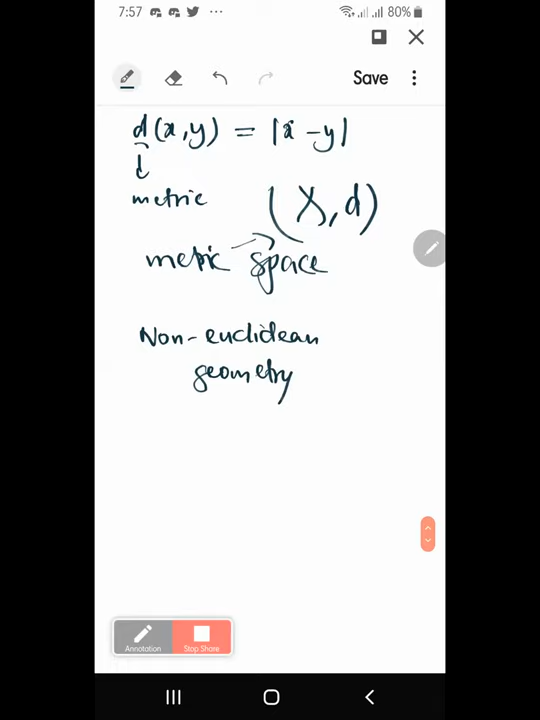 7:57 80%
Save
d(x,y) = |x-y|
metric
(X,d)
metric space
Non-euclidean
geometry
Annotation Stop Share